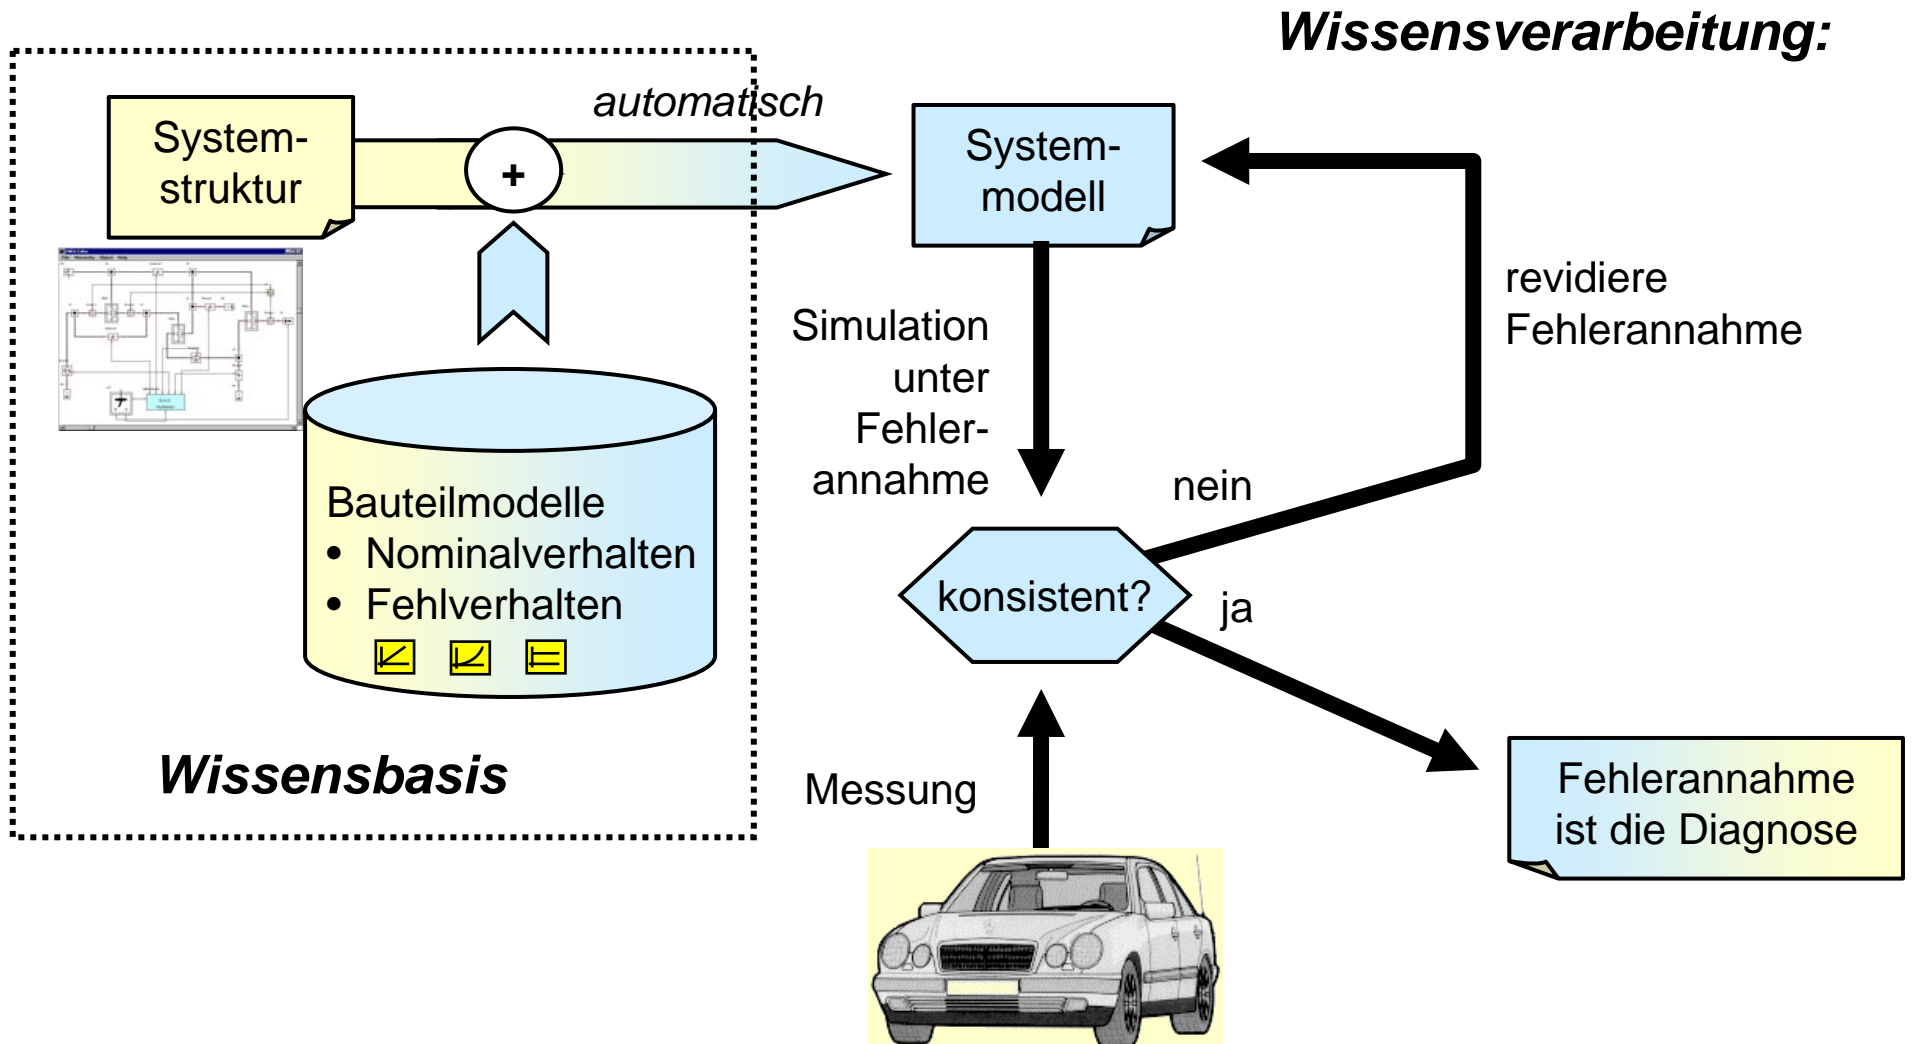 Wissensverarbeitung:
automatisch
System-
struktur
+
System-
modell
revidiere
Fehlerannahme
Simulation
unter
Fehler-
annahme
nein
Bauteilmodelle
• Nominalverhalten
• Fehlverhalten
konsistent?
ja
Wissensbasis
Messung
Fehlerannahme
ist die Diagnose